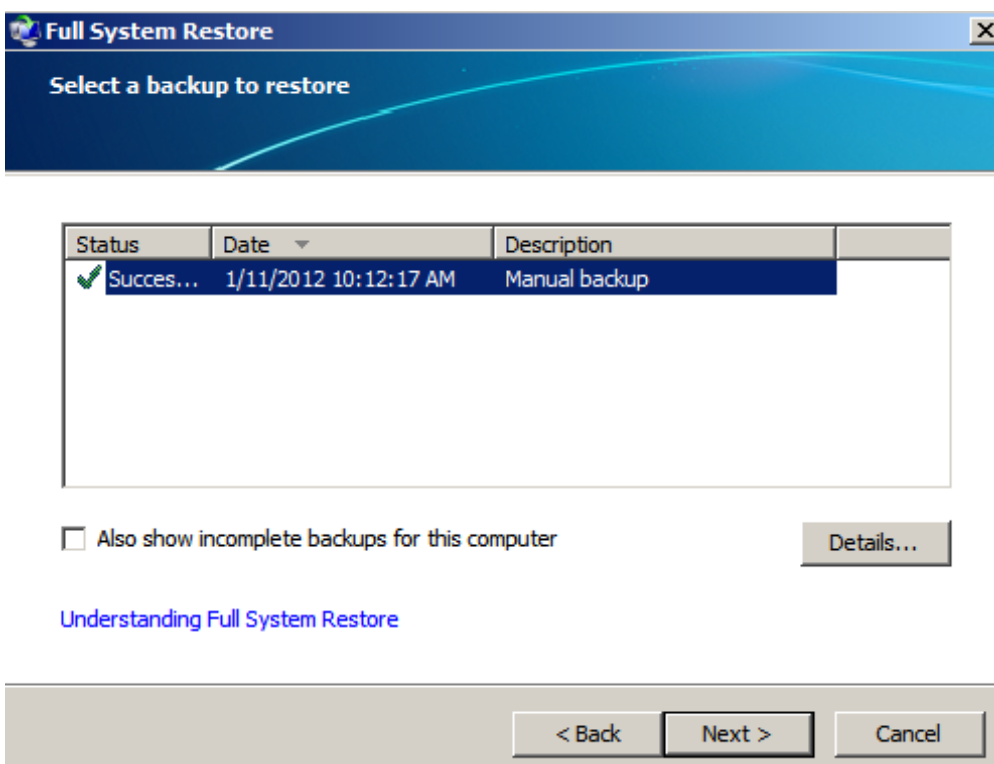 Full System Restore
Select a backup to restore
Status Date Description
Succes... 1/11/2012 10:12:17 AM Manual backup
Also show incomplete backups for this computer
Details...
Understanding Full System Restore
< Back Next > Cancel